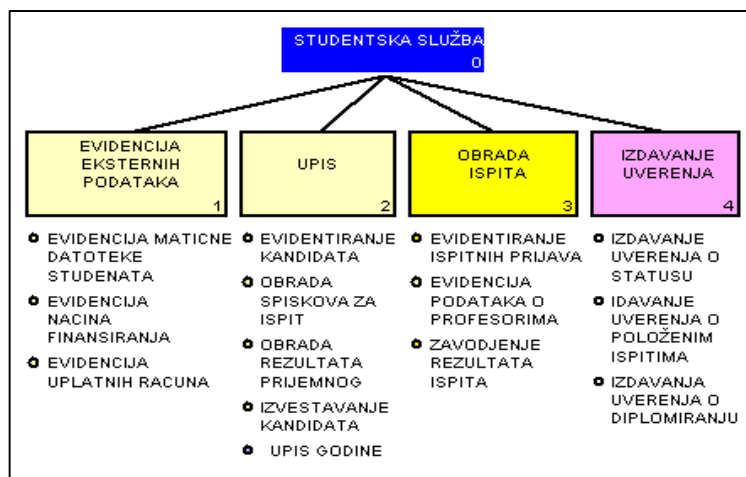 STUDENTSKA SLUŽBA
0
EVIDENCIJA
EKSTERNIH
PODATAKA
1
UPIS
2
OBRADA
ISPITA
3
IZDAVANJE
UVERENJA
4
EVIDENCIJA MATICNE
DATOTEKE
STUDENATA
EVIDENCIJA
NACINA
FINANSIRANJA
EVIDENCIJA
UPLATNIH RACUNA
EVIDENTIRANJE
KANDIDATA
OBRADA
SPISKOVA ZA
ISPIT
OBRADA
REZULTATA
PRIJEMNOG
IZVESTAVANJE
KANDIDATA
UPIS GODINE
EVIDENTIRANJE
ISPITNIH PRIJAVA
EVIDENCIJA
PODATAKA O
PROFESORIMA
ZAVODJENJE
REZULTATA
ISPITA
IZDAVANJE
UVERENJA O
STATUSU
IDAVANJE
UVERENJA O
POLOŽENIM
ISPITIMA
IZDAVANJA
UVERENJA O
DIPLOMIRANJU